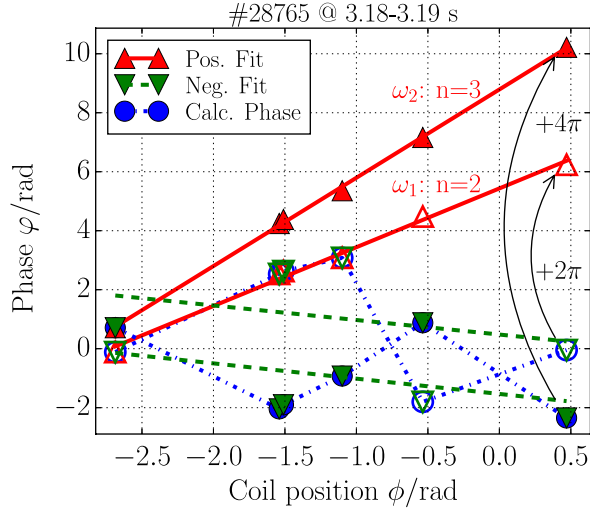 #28765 @ 3.18-3.19 s
10
8
6
4
2
0
−2
Phase φ/rad
Pos. Fit
Neg. Fit
Calc. Phase
ω₂: n=3
+4π
ω₁: n=2
+2π
−2.5 −2.0 −1.5 −1.0 −0.5 0.0 0.5
Coil position ϕ/rad